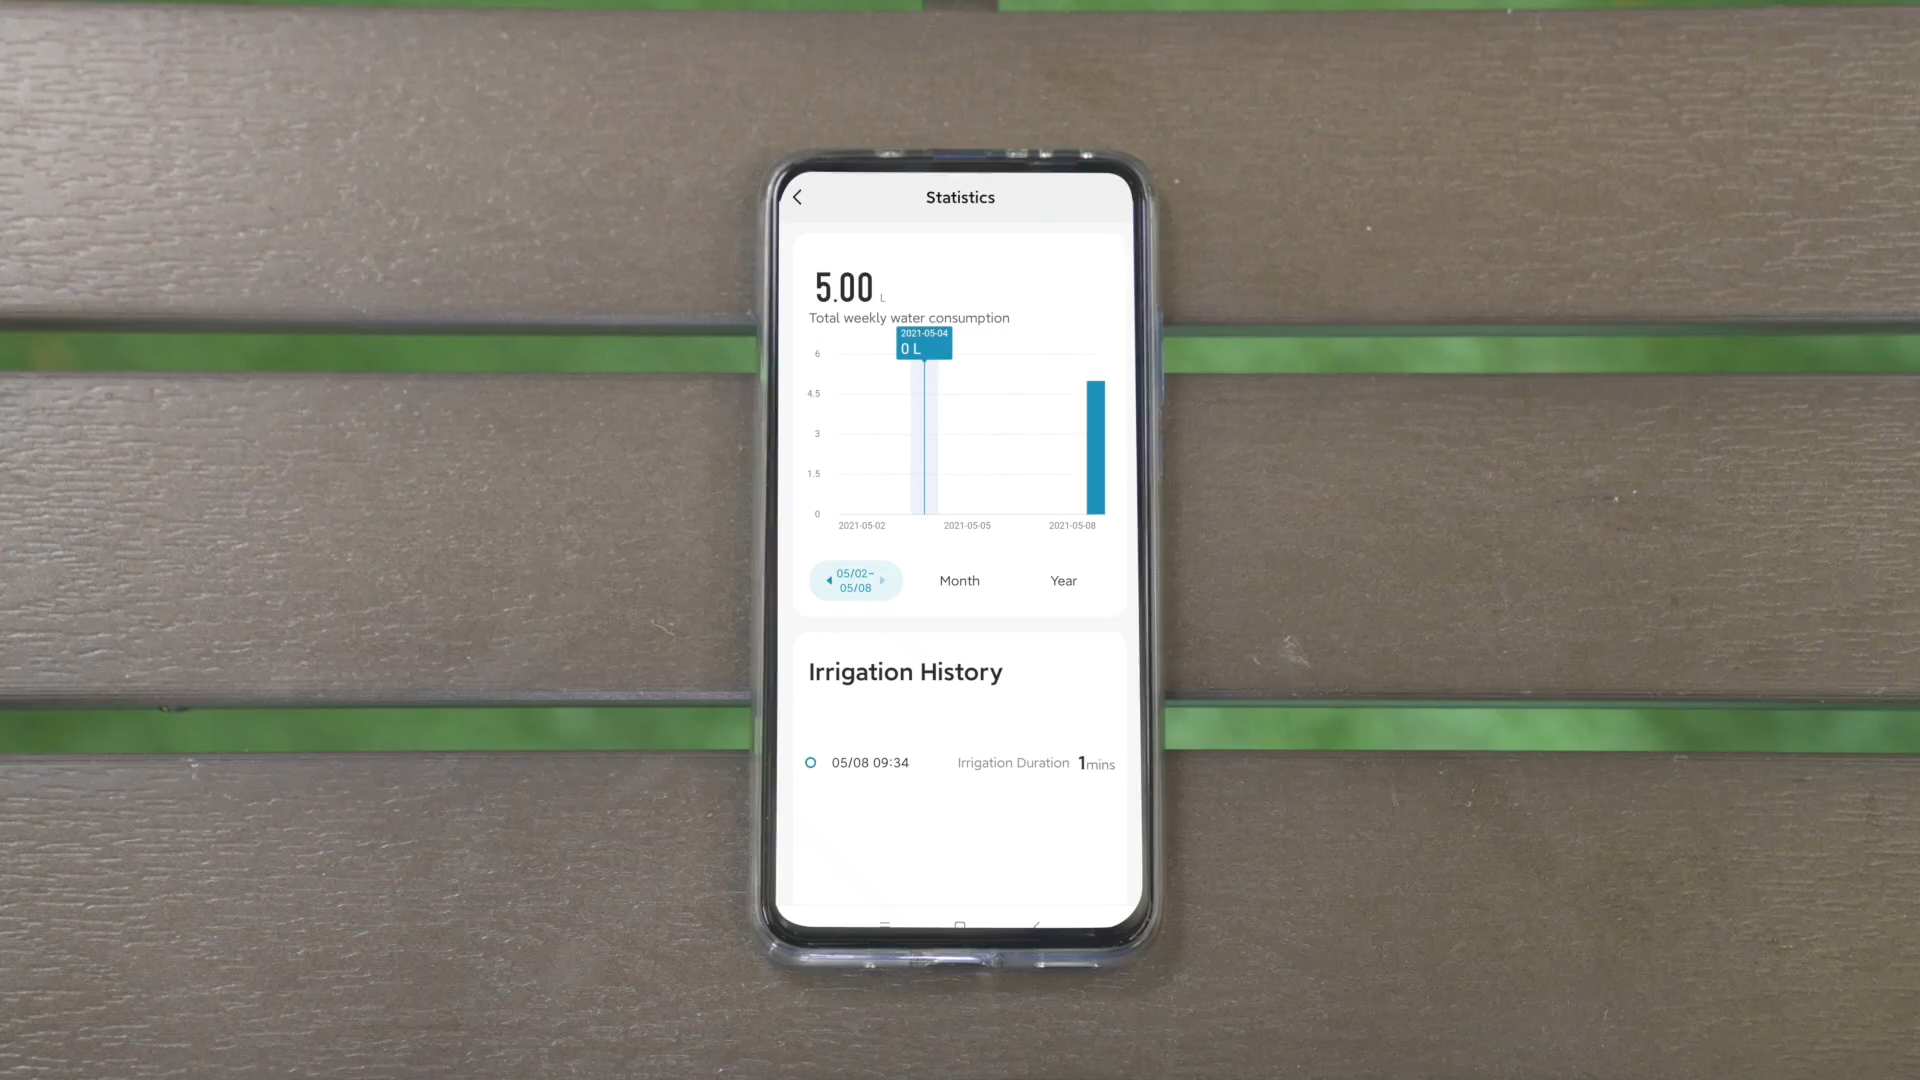 Statistics
5.00 L
Total weekly water consumption
2021-05-04
0 L
6
4.5
3
1.5
0
2021-05-02 2021-05-05 2021-05-08
05/02–
05/08
Month
Year
Irrigation History
05/08 09:34 Irrigation Duration 1mins